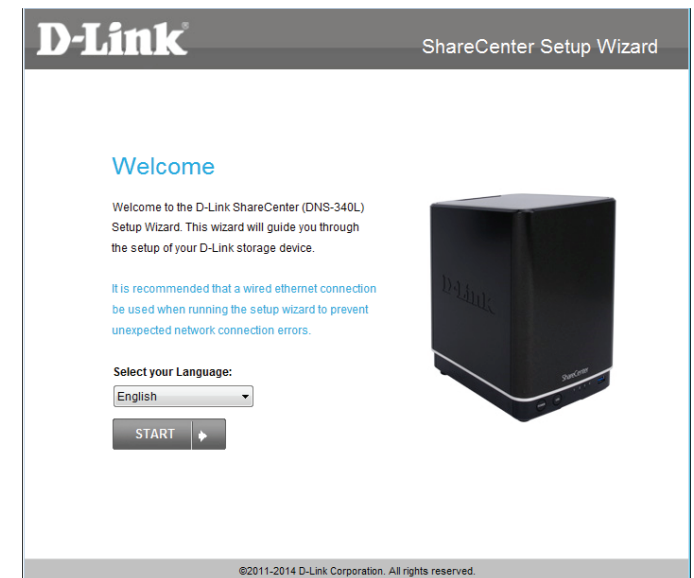 D-Link
ShareCenter Setup Wizard
Welcome
Welcome to the D-Link ShareCenter (DNS-340L)
Setup Wizard. This wizard will guide you through
the setup of your D-Link storage device.
It is recommended that a wired ethernet connection
be used when running the setup wizard to prevent
unexpected network connection errors.
Select your Language:
English
START
D-Link
ShareCenter
©2011-2014 D-Link Corporation. All rights reserved.